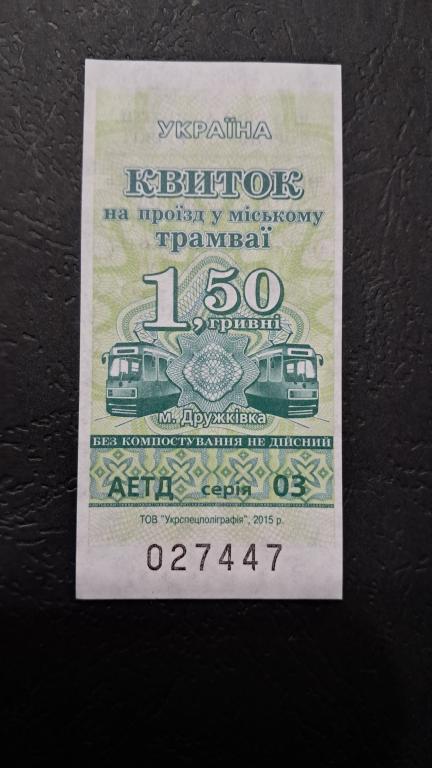 УКРАЇНА
КВИТОК
на проїзд у міському
трамваї
1,50
гривні
м. Дружківка
БЕЗ КОМПОСТУВАННЯ НЕ ДІЙСНИЙ
АЕТД серія 03
ТОВ "Укрспецполіграфія", 2015 р.
027447